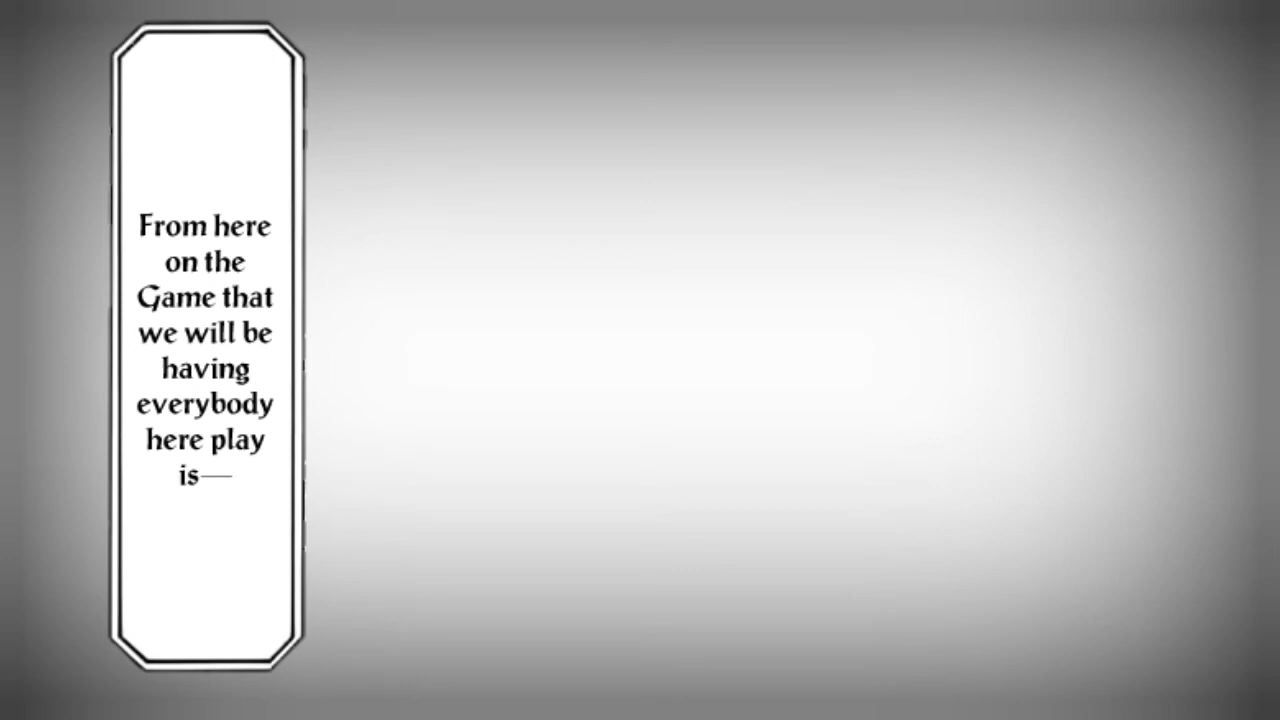 From here
on the
Game that
we will be
having
everybody
here play
is—